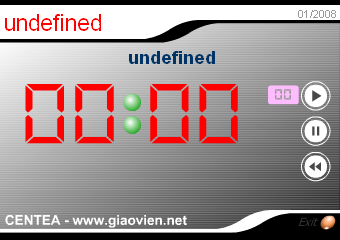 01/2008
undefined
undefined
00:00
00
CENTEA - www.giaovien.net
Exit